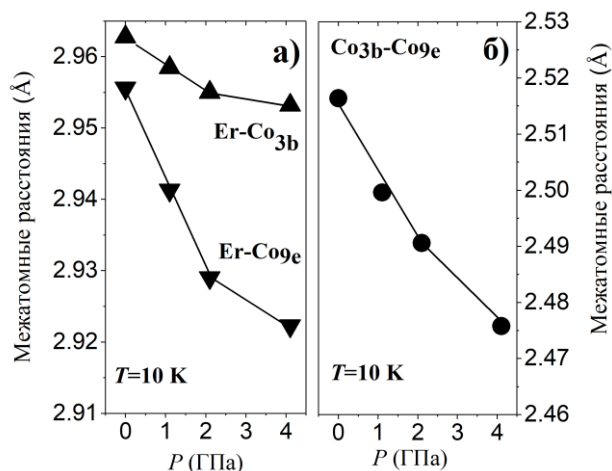 а)
б)
Межатомные расстояния (Å)
2.96
2.95
2.94
2.93
2.92
2.91
Er-Co3b
Er-Co9e
T=10 K
0 1 2 3 4
P (ГПа)
Co3b-Co9e
T=10 K
0 1 2 3 4
P (ГПа)
2.53
2.52
2.51
2.50
2.49
2.48
2.47
2.46
Межатомные расстояния (Å)